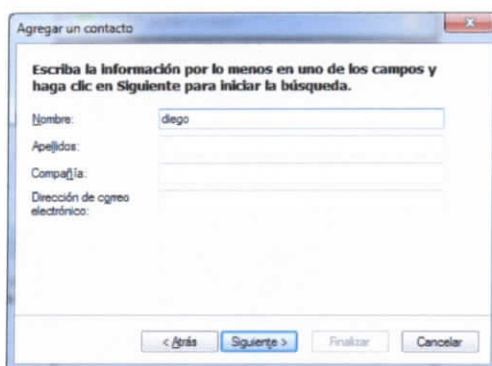 Agregar un contacto
Escriba la información por lo menos en uno de los campos y
haga clic en Siguiente para iniciar la búsqueda.
Nombre: diego
Apellidos:
Compañía:
Dirección de correo
electrónico:
< Atrás Siguiente > Finalizar Cancelar